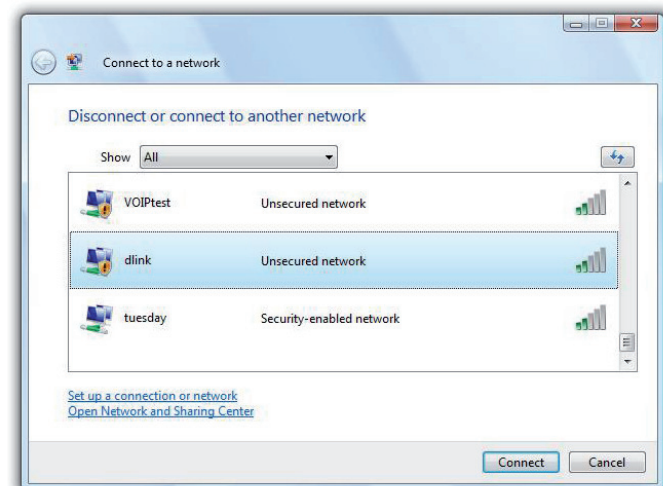 Connect to a network
Disconnect or connect to another network
Show All
VOIPtest Unsecured network
dlink Unsecured network
tuesday Security-enabled network
Set up a connection or network
Open Network and Sharing Center
Connect Cancel